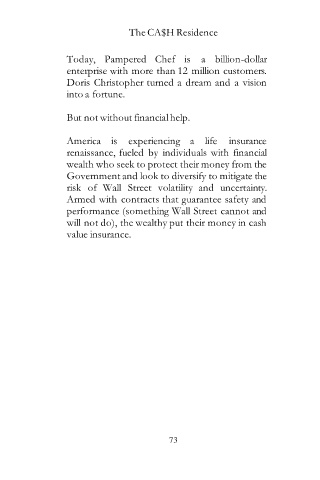 The CA$H Residence
Today, Pampered Chef is a billion-dollar
enterprise with more than 12 million customers.
Doris Christopher turned a dream and a vision
into a fortune.
But not without financial help.
America is experiencing a life insurance
renaissance, fueled by individuals with financial
wealth who seek to protect their money from the
Government and look to diversify to mitigate the
risk of Wall Street volatility and uncertainty.
Armed with contracts that guarantee safety and
performance (something Wall Street cannot and
will not do), the wealthy put their money in cash
value insurance.
73